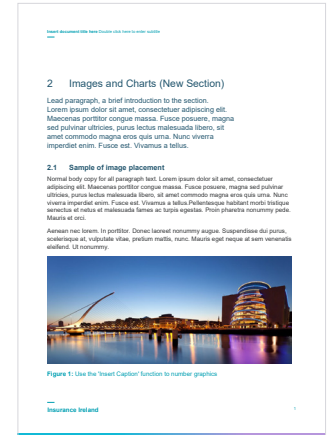 Insert document title here Double click here to enter subtitle
2 Images and Charts (New Section)
Lead paragraph, a brief introduction to the section.
Lorem ipsum dolor sit amet, consectetuer adipiscing elit.
Maecenas porttitor congue massa. Fusce posuere, magna
sed pulvinar ultricies, purus lectus malesuada libero, sit
amet commodo magna eros quis urna. Nunc viverra
imperdiet enim. Fusce est. Vivamus a tellus.
2.1 Sample of image placement
Normal body copy for all paragraph text. Lorem ipsum dolor sit amet, consectetuer
adipiscing elit. Maecenas porttitor congue massa. Fusce posuere, magna sed pulvinar
ultricies, purus lectus malesuada libero, sit amet commodo magna eros quis urna. Nunc
viverra imperdiet enim. Fusce est. Vivamus a tellus.Pellentesque habitant morbi tristique
senectus et netus et malesuada fames ac turpis egestas. Proin pharetra nonummy pede.
Mauris et orci.
Aenean nec lorem. In porttitor. Donec laoreet nonummy augue. Suspendisse dui purus,
scelerisque at, vulputate vitae, pretium mattis, nunc. Mauris eget neque at sem venenatis
eleifend. Ut nonummy.
Figure 1: Use the 'Insert Caption' function to number graphics
Insurance Ireland